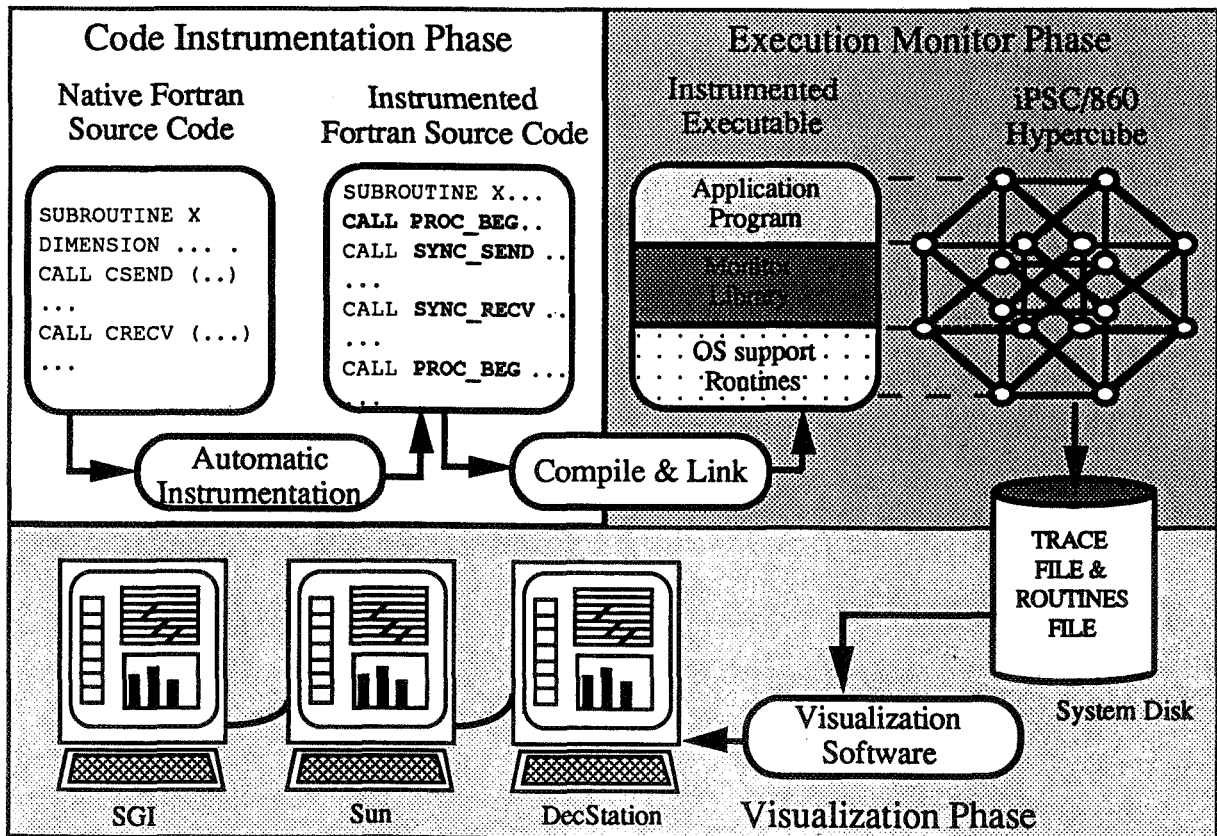 Code Instrumentation Phase
Native Fortran
Source Code
SUBROUTINE X
DIMENSION ... .
CALL CSEND (..)
...
CALL CRECV (...)
...
Instrumented
Fortran Source Code
SUBROUTINE X...
CALL PROC_BEG..
CALL SYNC_SEND ..
...
CALL SYNC_RECV ..
...
CALL PROC_BEG ...
...
Automatic
Instrumentation
Compile & Link
Execution Monitor Phase
Instrumented
Executable
Application
Program
Monitor
Library
OS support
Routines
iPSC/860
Hypercube
TRACE
FILE &
ROUTINES
FILE
System Disk
Visualization
Software
SGI
Sun
DecStation
Visualization Phase